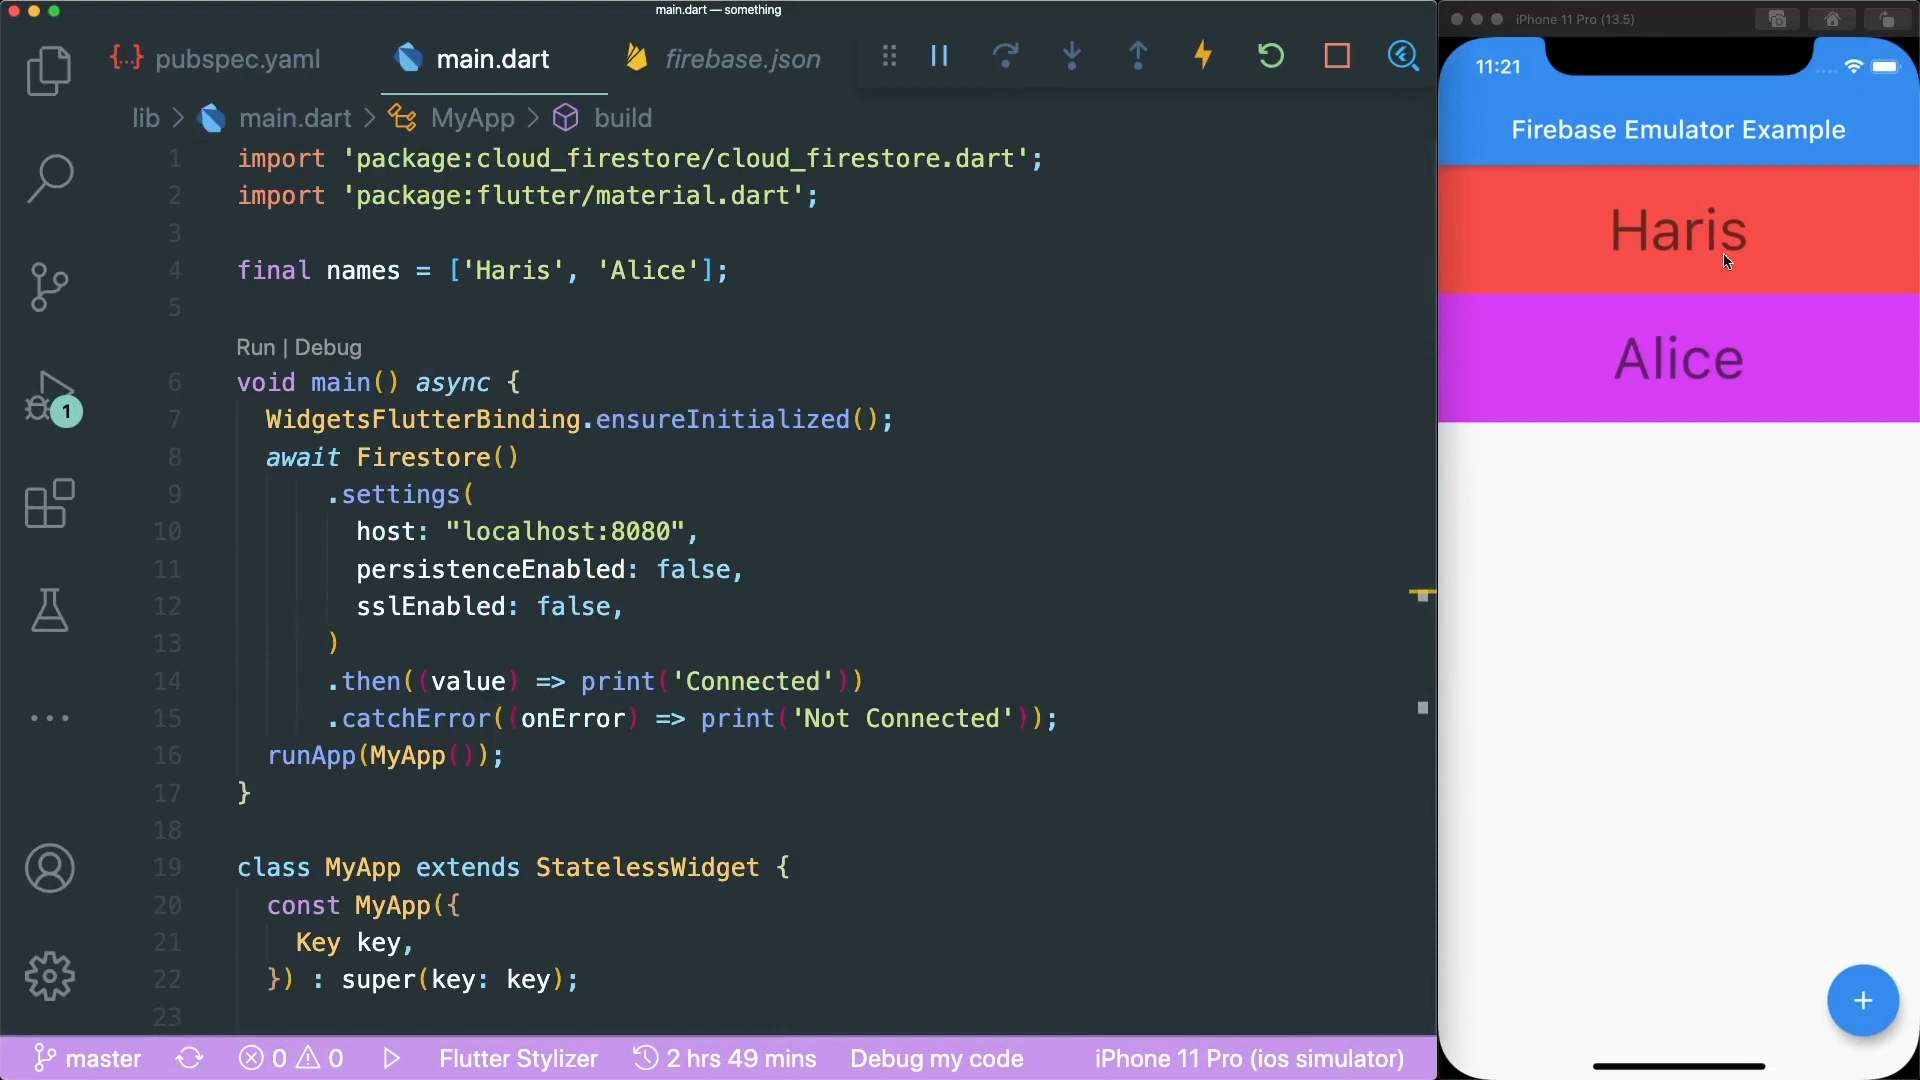 main.dart — something
{...} pubspec.yaml
main.dart
firebase.json
lib > main.dart > MyApp > build
1 import 'package:cloud_firestore/cloud_firestore.dart';
2 import 'package:flutter/material.dart';
3
4 final names = ['Haris', 'Alice'];
5
Run | Debug
6 void main() async {
7 WidgetsFlutterBinding.ensureInitialized();
8 await Firestore()
9 .settings(
10 host: "localhost:8080",
11 persistenceEnabled: false,
12 sslEnabled: false,
13 )
14 .then((value) => print('Connected'))
15 .catchError((onError) => print('Not Connected'));
16 runApp(MyApp());
17 }
18
19 class MyApp extends StatelessWidget {
20 const MyApp({
21 Key key,
22 }) : super(key: key);
23
1
master
0
0
Flutter Stylizer
2 hrs 49 mins
Debug my code
iPhone 11 Pro (ios simulator)
iPhone 11 Pro (13.5)
11:21
Firebase Emulator Example
Haris
Alice
+